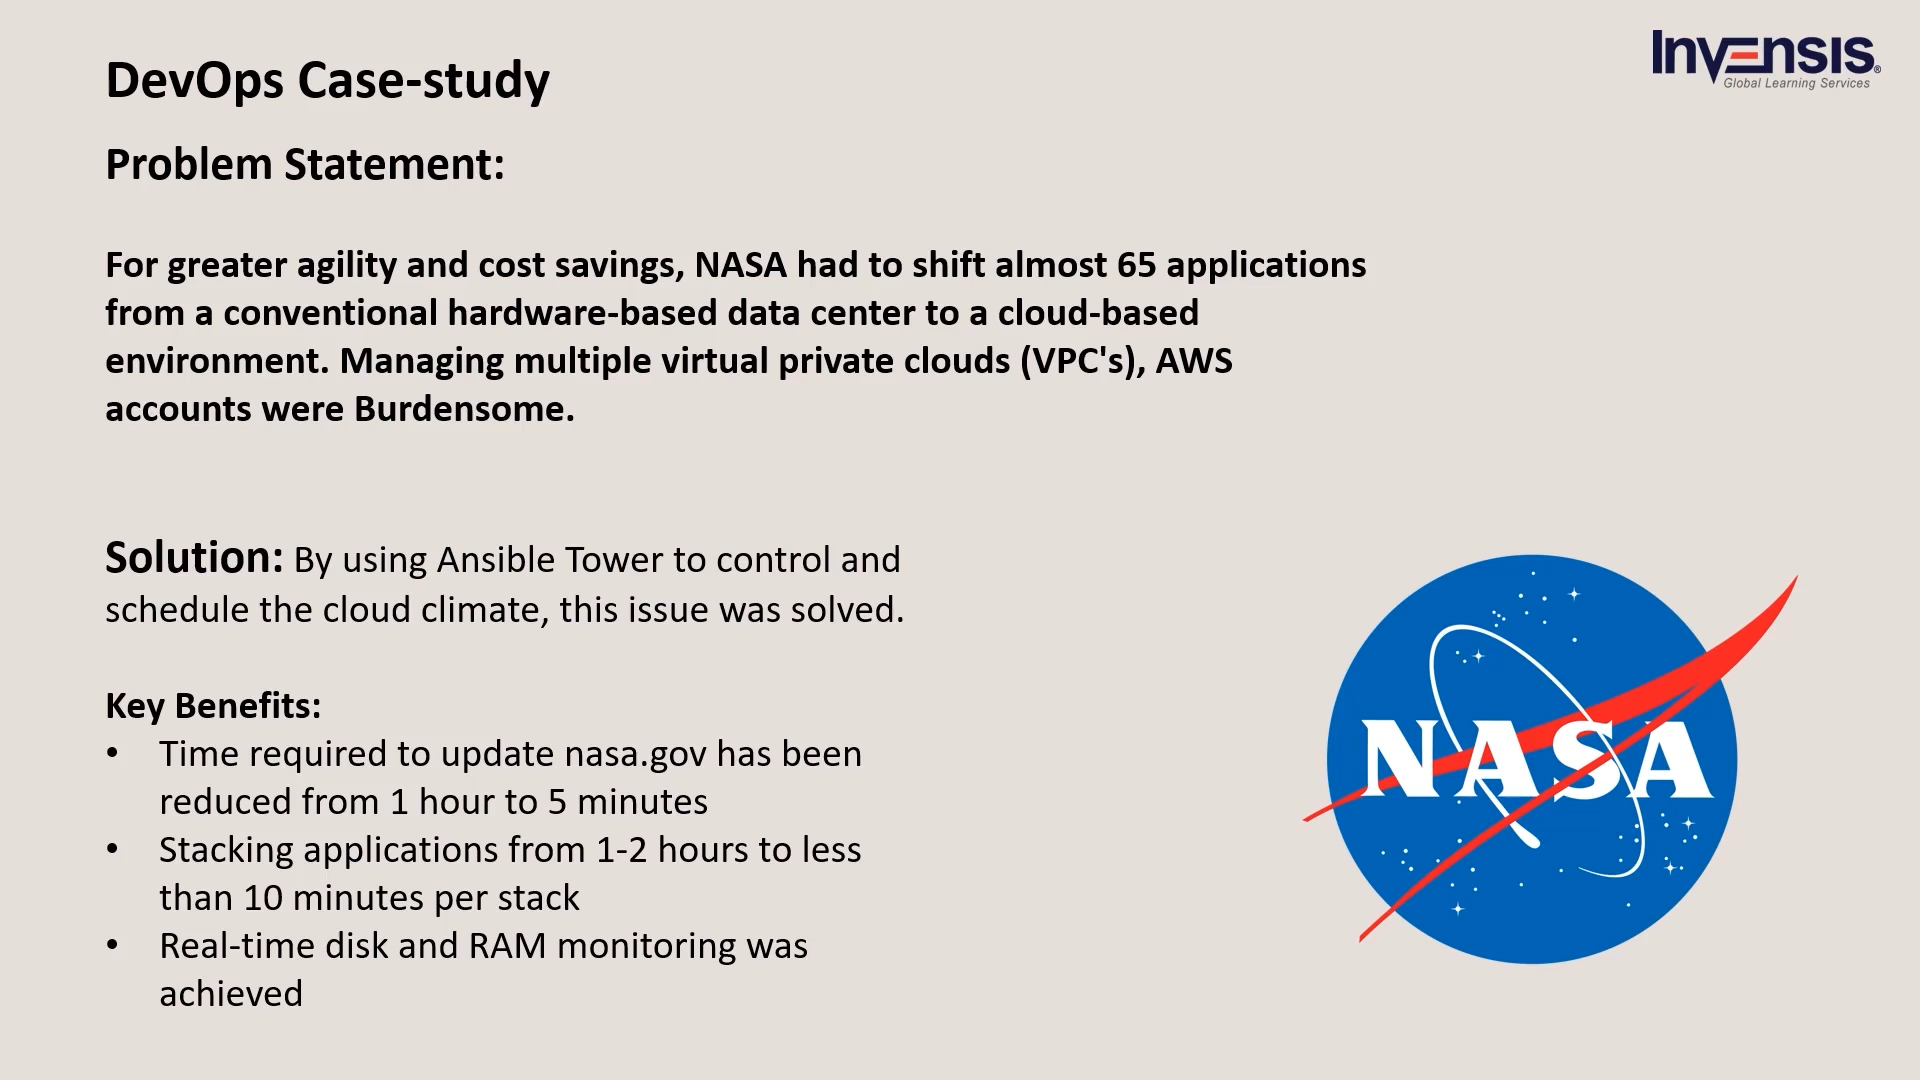 DevOps Case-study
Invensis®
Global Learning Services
Problem Statement:
For greater agility and cost savings, NASA had to shift almost 65 applications
from a conventional hardware-based data center to a cloud-based
environment. Managing multiple virtual private clouds (VPC's), AWS
accounts were Burdensome.
Solution: By using Ansible Tower to control and
schedule the cloud climate, this issue was solved.
Key Benefits:
• Time required to update nasa.gov has been
reduced from 1 hour to 5 minutes
• Stacking applications from 1-2 hours to less
than 10 minutes per stack
• Real-time disk and RAM monitoring was
achieved
NASA